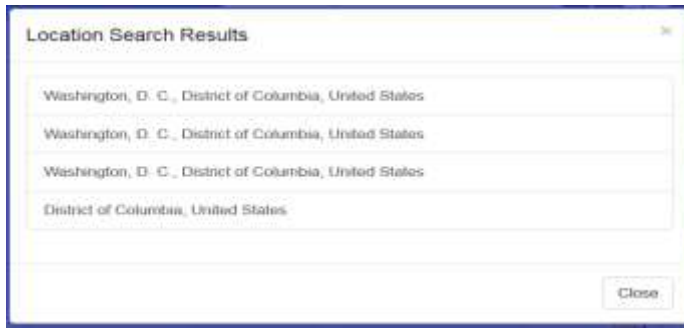 Location Search Results
×
Washington, D. C., District of Columbia, United States
Washington, D. C., District of Columbia, United States
Washington, D. C., District of Columbia, United States
District of Columbia, United States
Close